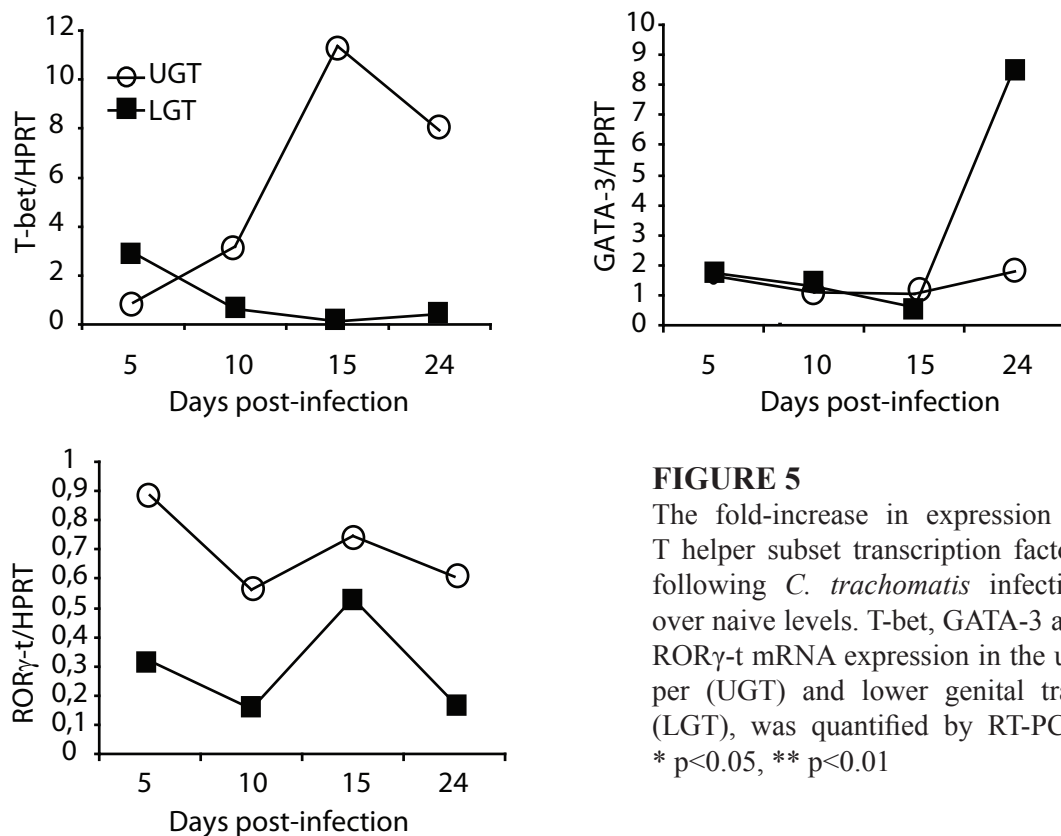 12
10
8
6
4
2
0
T-bet/HPRT
UGT
LGT
5 10 15 24
Days post-infection
10
9
8
7
6
5
4
3
2
1
0
GATA-3/HPRT
5 10 15 24
Days post-infection
1
0,9
0,8
0,7
0,6
0,5
0,4
0,3
0,2
0,1
0
RORγ-t/HPRT
5 10 15 24
Days post-infection
FIGURE 5
The fold-increase in expression
T helper subset transcription facto
following C. trachomatis infecti
over naive levels. T-bet, GATA-3 a
RORγ-t mRNA expression in the u
per (UGT) and lower genital tra
(LGT), was quantified by RT-PC
* p<0.05, ** p<0.01